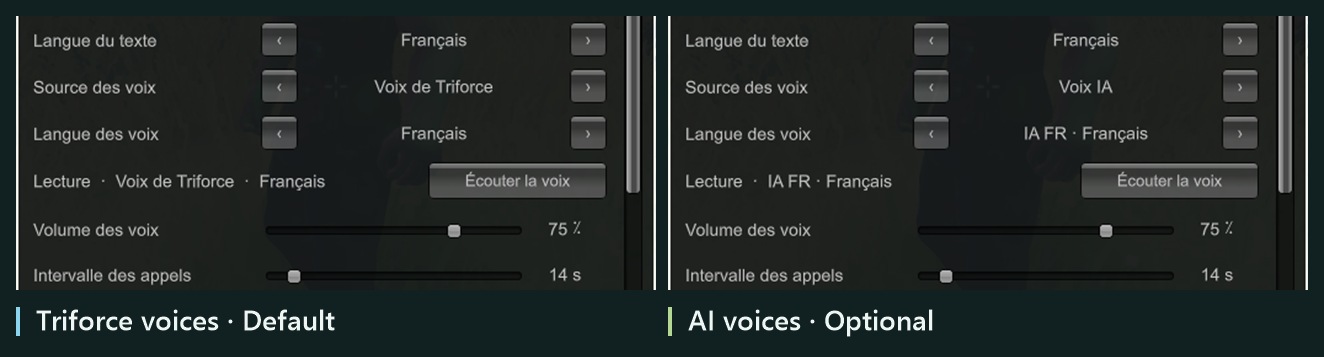 Langue du texte ‹ Français ›
Source des voix ‹ Voix de Triforce ›
Langue des voix ‹ Français ›
Lecture · Voix de Triforce · Français Écouter la voix
Volume des voix 75 %
Intervalle des appels 14 s
Triforce voices · Default
Langue du texte ‹ Français ›
Source des voix ‹ Voix IA ›
Langue des voix ‹ IA FR · Français ›
Lecture · IA FR · Français Écouter la voix
Volume des voix 75 %
Intervalle des appels 14 s
AI voices · Optional